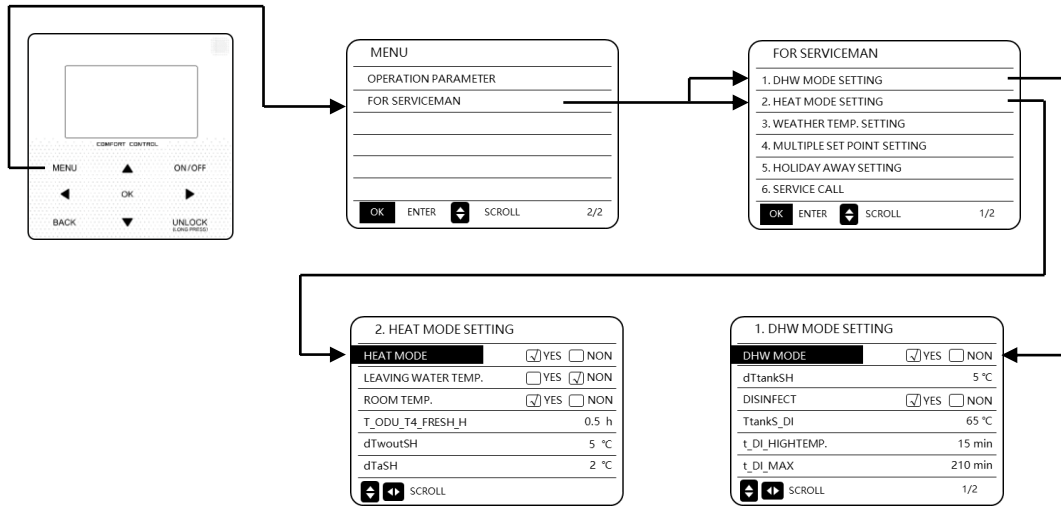 COMFORT CONTROL
MENU ▲ ON/OFF
◀ OK ▶
BACK ▼ UNLOCK
(LONG PRESS)
MENU
OPERATION PARAMETER
FOR SERVICEMAN
OK ENTER SCROLL 2/2
FOR SERVICEMAN
1. DHW MODE SETTING
2. HEAT MODE SETTING
3. WEATHER TEMP. SETTING
4. MULTIPLE SET POINT SETTING
5. HOLIDAY AWAY SETTING
6. SERVICE CALL
OK ENTER SCROLL 1/2
2. HEAT MODE SETTING
HEAT MODE YES NON
LEAVING WATER TEMP. YES NON
ROOM TEMP. YES NON
T_ODU_T4_FRESH_H 0.5 h
dTwoutSH 5 ℃
dTaSH 2 ℃
SCROLL
1. DHW MODE SETTING
DHW MODE YES NON
dTtankSH 5 ℃
DISINFECT YES NON
TtankS_DI 65 ℃
t_DI_HIGHTEMP. 15 min
t_DI_MAX 210 min
SCROLL 1/2